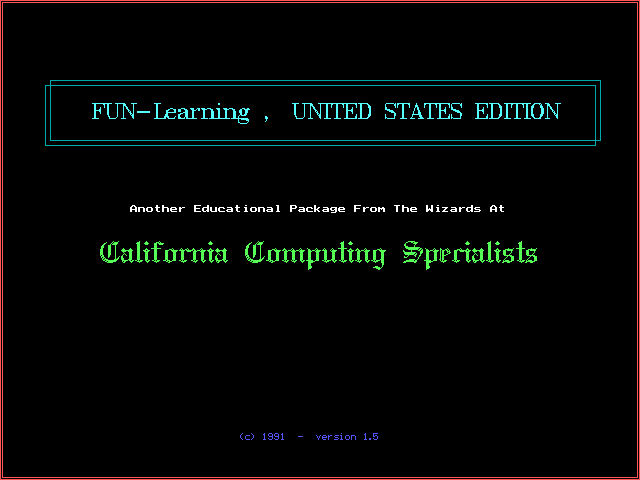 FUN-Learning , UNITED STATES EDITION
Another Educational Package From The Wizards At
California Computing Specialists
(c) 1991 - version 1.5